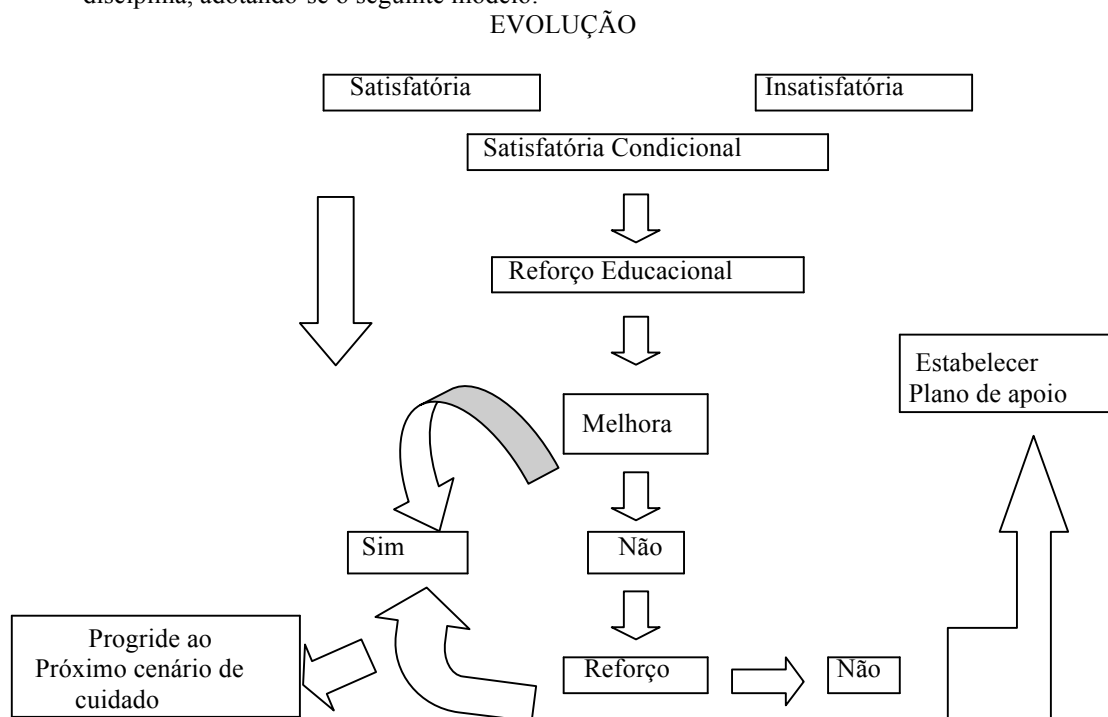 disciplina, adotando-se o seguinte modelo:
EVOLUÇÃO
Satisfatória
Insatisfatória
Satisfatória Condicional
Reforço Educacional
Estabelecer
Plano de apoio
Melhora
Sim
Não
Progride ao
Próximo cenário de
cuidado
Reforço
Não